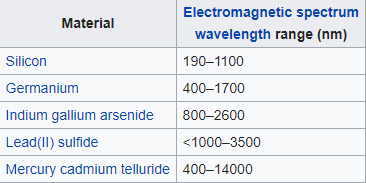 Material
Electromagnetic spectrum
wavelength range (nm)
Silicon 190–1100
Germanium 400–1700
Indium gallium arsenide 800–2600
Lead(II) sulfide <1000–3500
Mercury cadmium telluride 400–14000